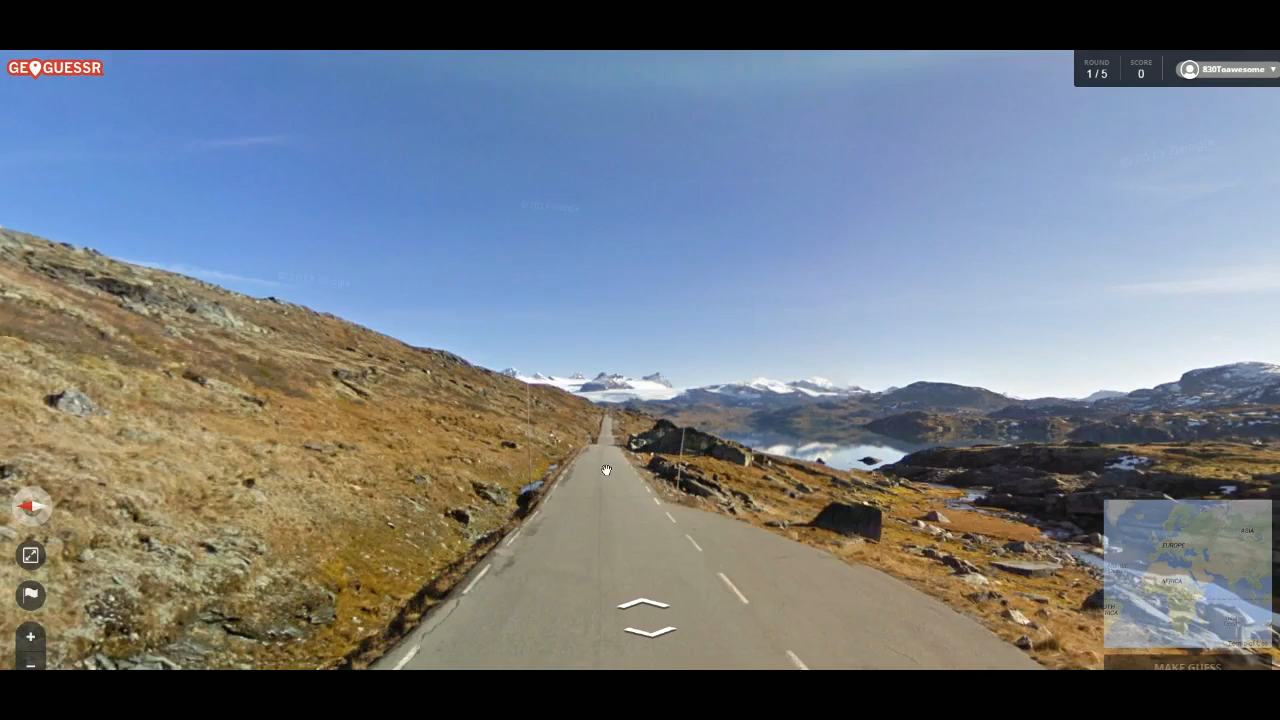 GEOGUESSR
ROUND
1 / 5
SCORE
0
830Toawesome
ASIA
EUROPE
AFRICA
MAKE GUESS